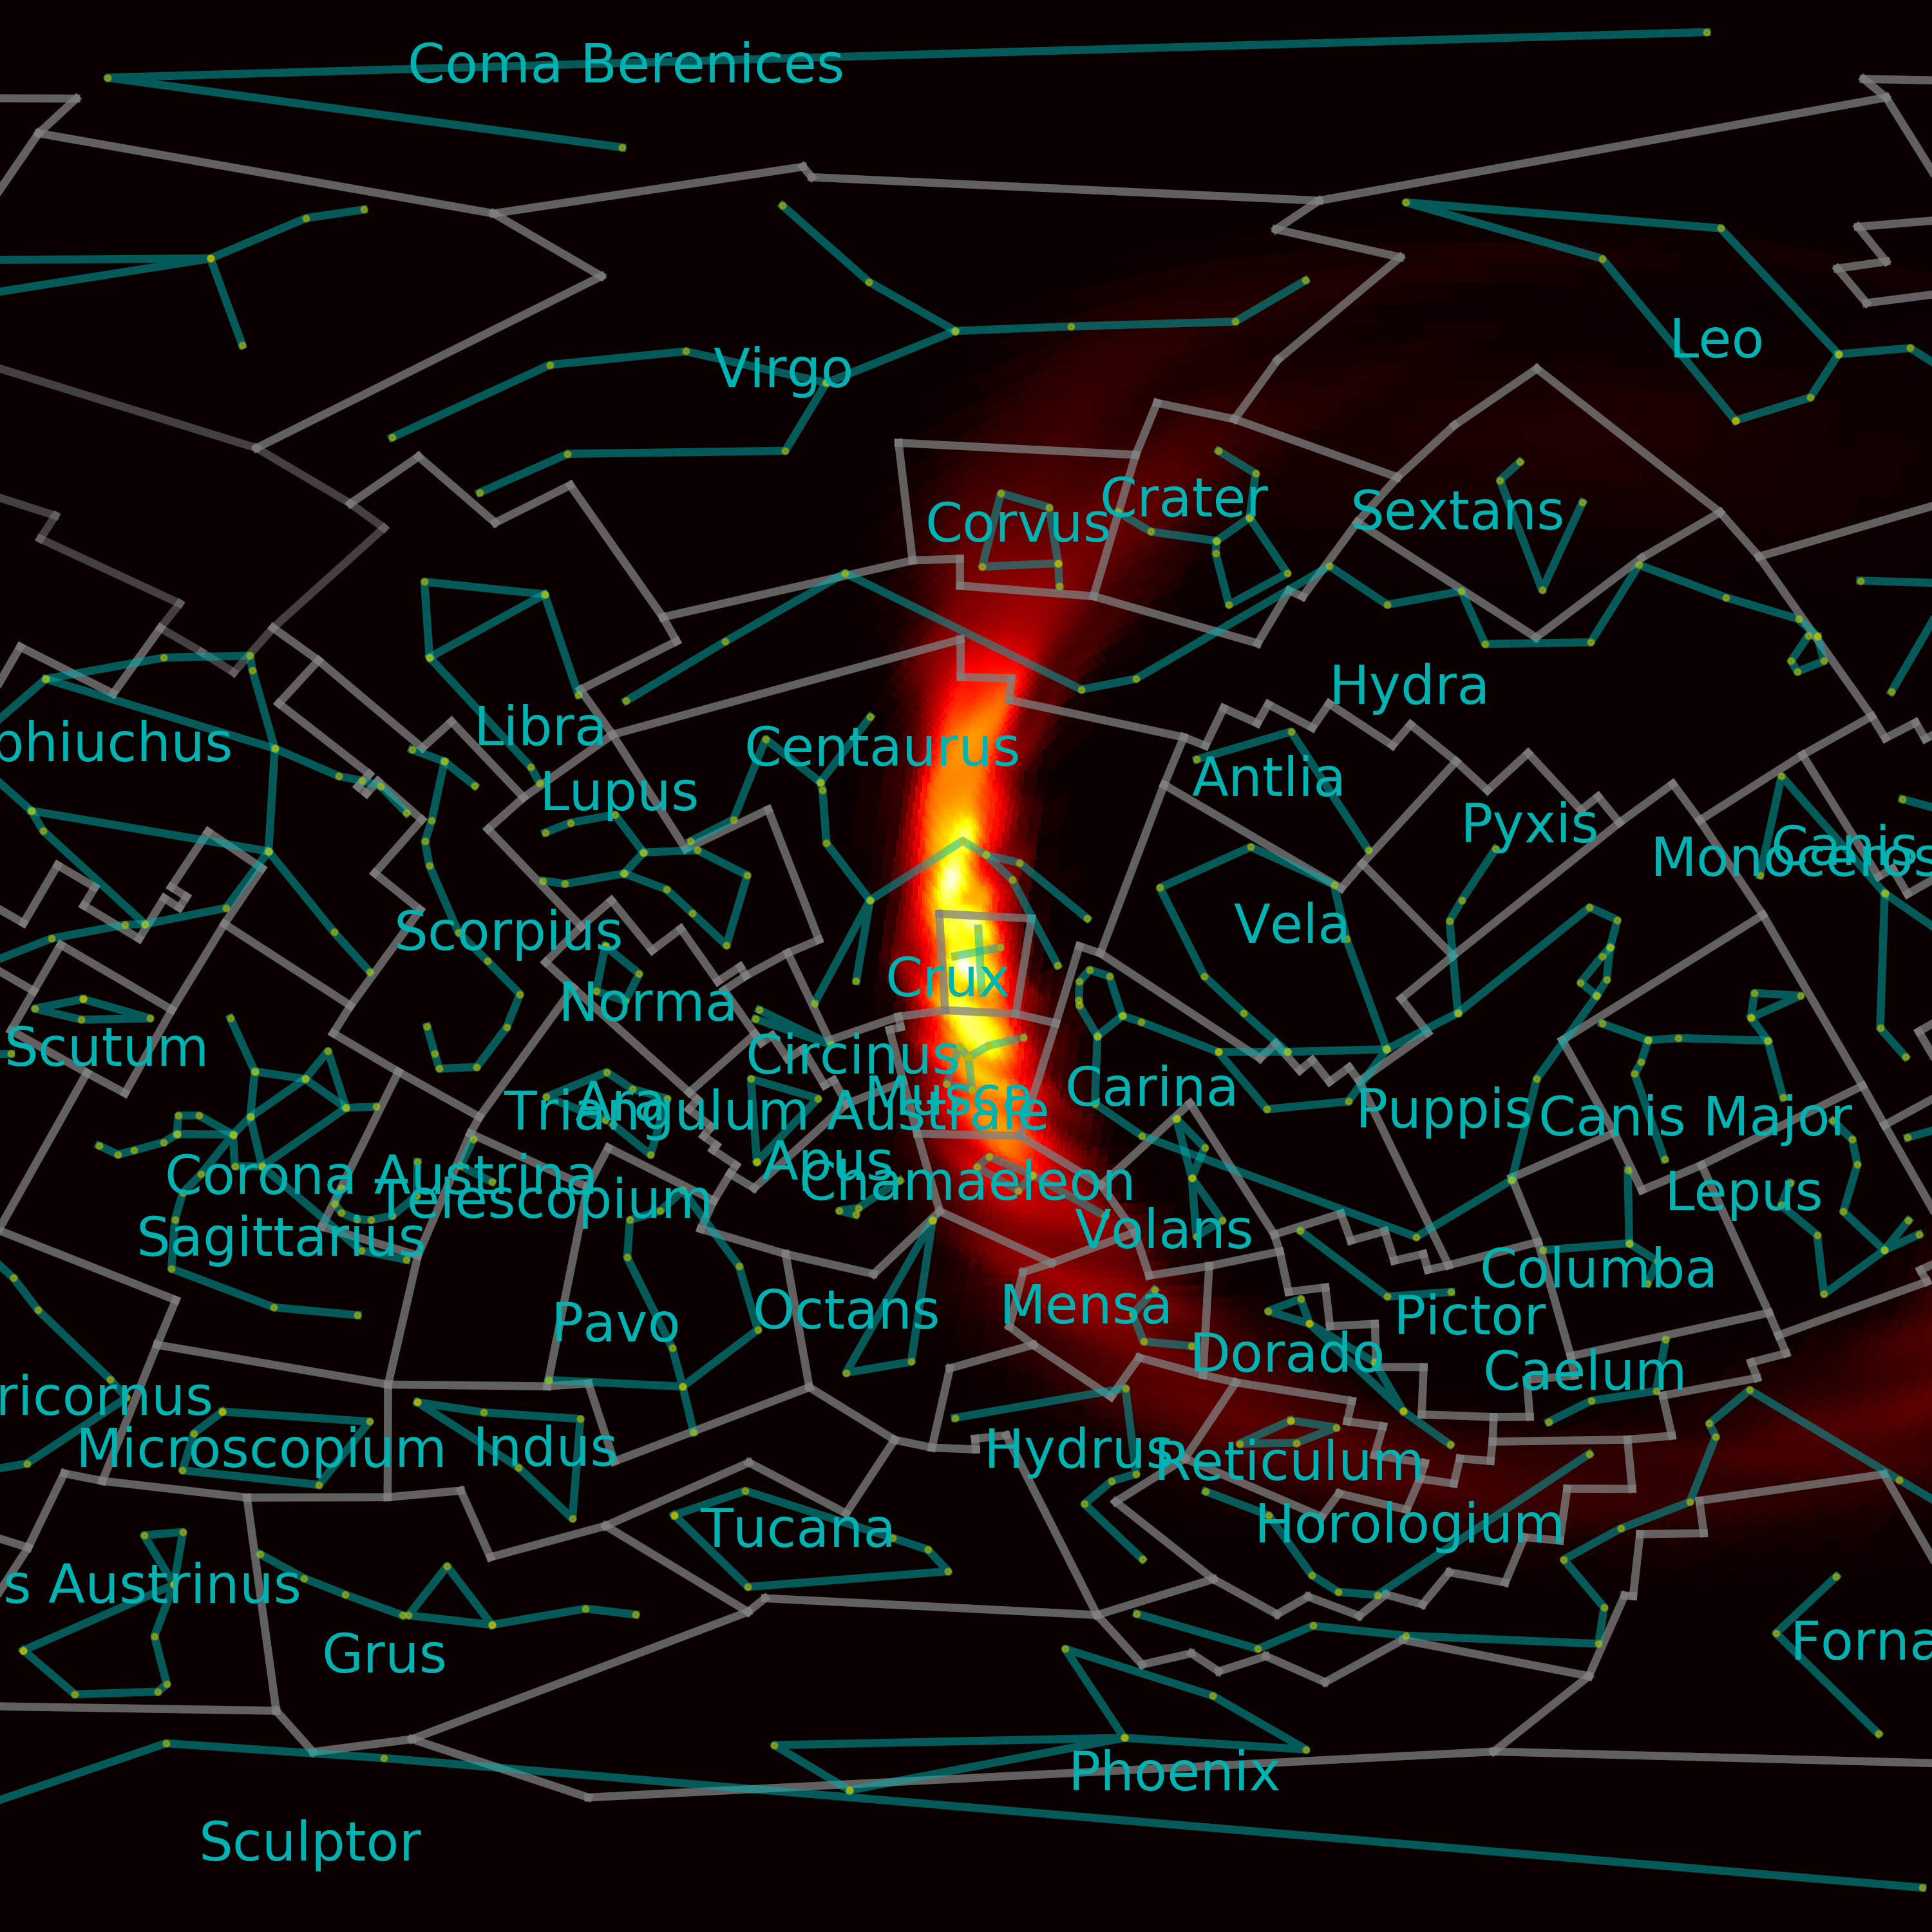 Coma Berenices
Leo
Virgo
Crater
Sextans
Corvus
Hydra
Libra
phiuchus
Centaurus
Antlia
Lupus
Pyxis
Canis
Monoceros
Vela
Scorpius
Crux
Norma
Scutum
Circinus
Carina
Musca
Ara
Triangulum Australe
Puppis
Canis Major
Apus
Corona Austrina
Chamaeleon
Telescopium
Lepus
Volans
Sagittarius
Columba
Mensa
Octans
Pictor
Pavo
Dorado
Caelum
ricornus
Microscopium
Indus
Hydrus
Reticulum
Tucana
Horologium
s Austrinus
Grus
Forna
Phoenix
Sculptor